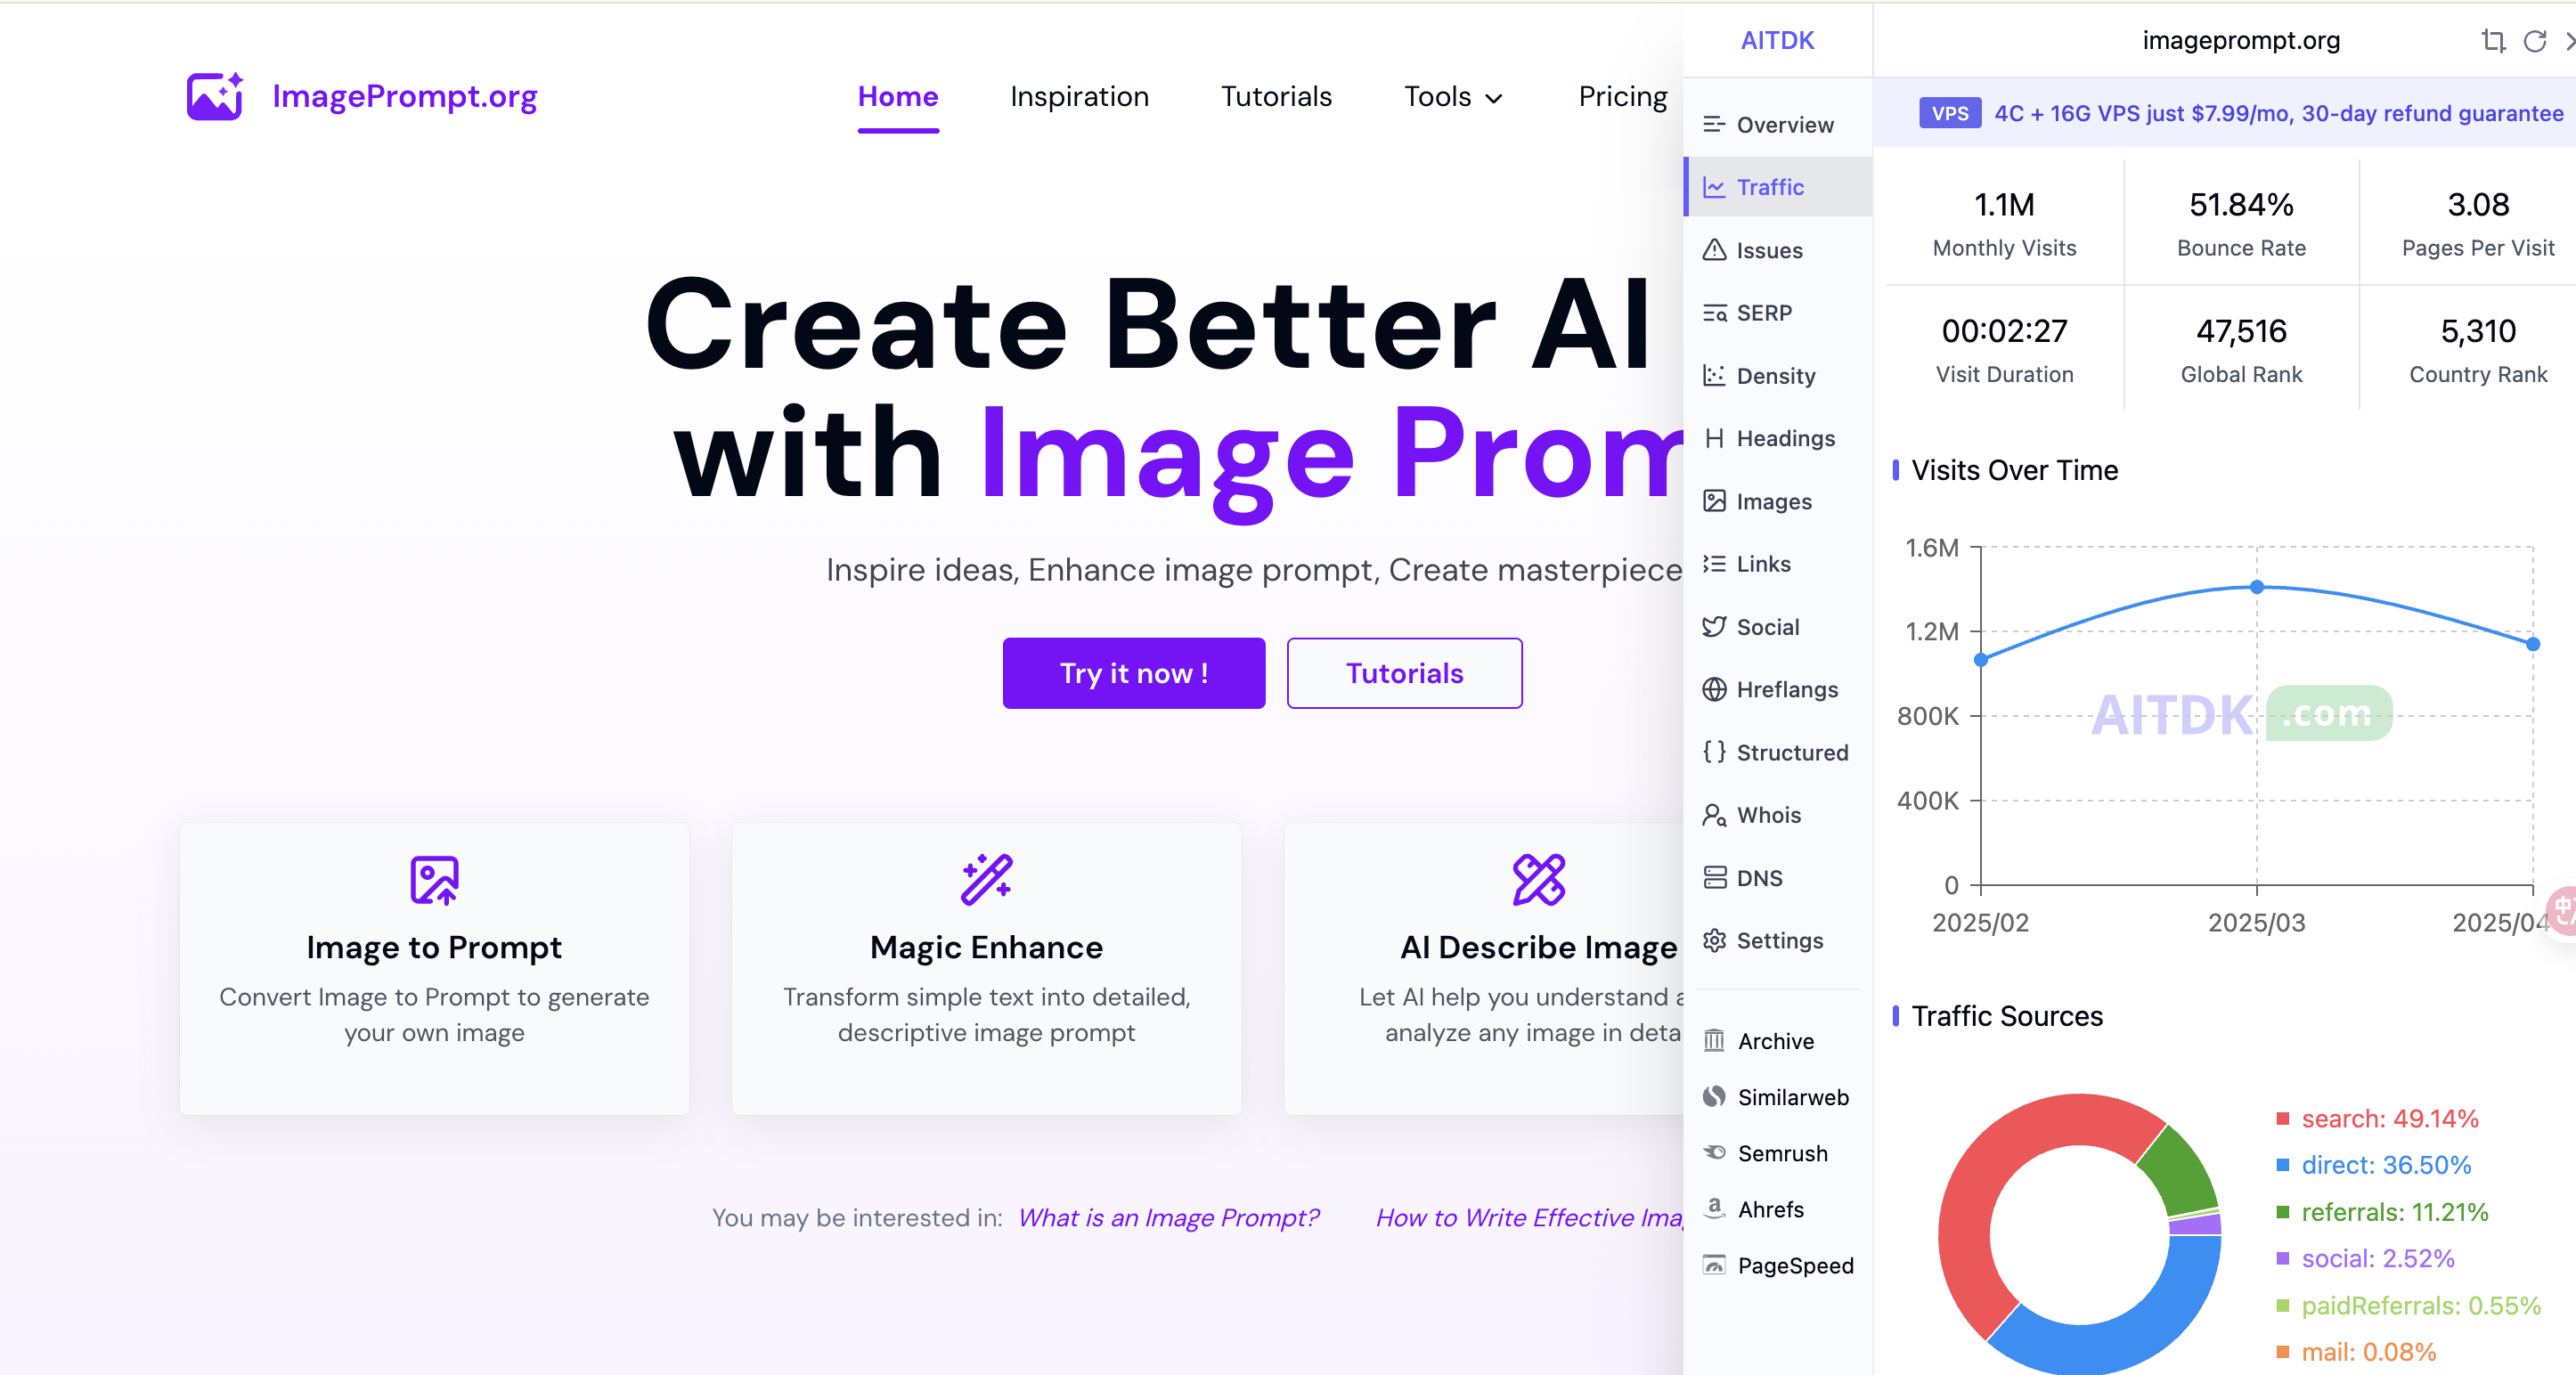 ImagePrompt.org
Home
Inspiration
Tutorials
Tools
Pricing
Create Better AI
with Image Prom
Inspire ideas, Enhance image prompt, Create masterpiece
Try it now !
Tutorials
Image to Prompt
Convert Image to Prompt to generate
your own image
Magic Enhance
Transform simple text into detailed,
descriptive image prompt
AI Describe Image
Let AI help you understand a
analyze any image in deta
You may be interested in:
What is an Image Prompt?
How to Write Effective Imag
AITDK
Overview
Traffic
Issues
SERP
Density
Headings
Images
Links
Social
Hreflangs
Structured
Whois
DNS
Settings
Archive
Similarweb
Semrush
Ahrefs
PageSpeed
imageprompt.org
VPS 4C + 16G VPS just $7.99/mo, 30-day refund guarantee
1.1M
Monthly Visits
51.84%
Bounce Rate
3.08
Pages Per Visit
00:02:27
Visit Duration
47,516
Global Rank
5,310
Country Rank
Visits Over Time
1.6M
1.2M
800K
400K
0
AITDK .com
2025/02
2025/03
2025/04
Traffic Sources
search: 49.14%
direct: 36.50%
referrals: 11.21%
social: 2.52%
paidReferrals: 0.55%
mail: 0.08%